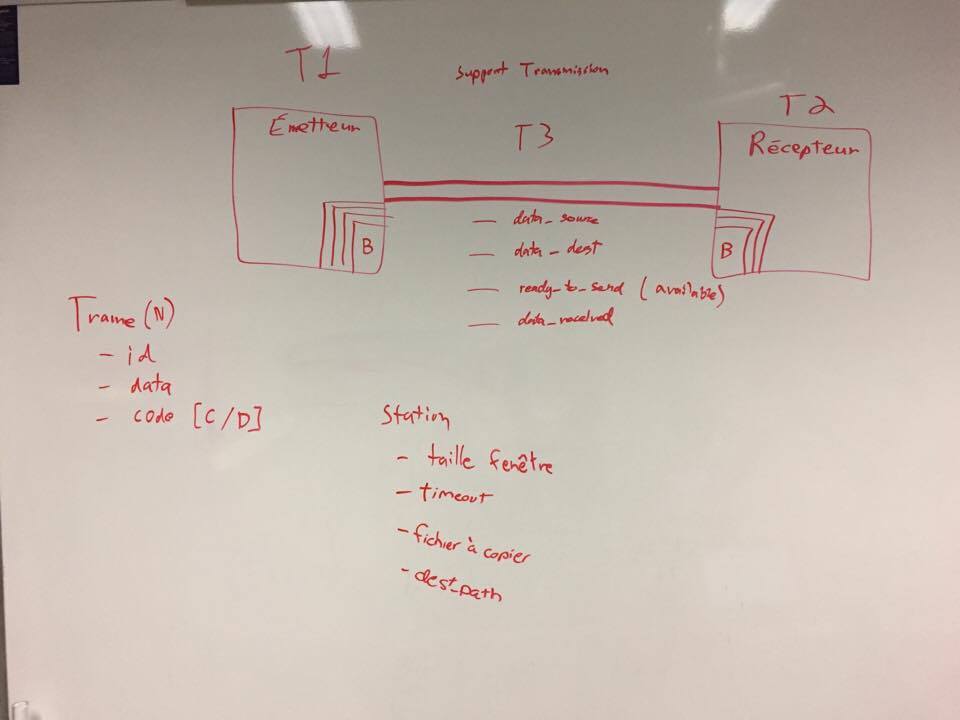 T1
Support Transmission
T2
Émetteur
T3
Récepteur
B
B
— data_source
— data_dest
— ready_to_send (available)
— data_received
Trame (N)
- id
- data
- code [C/D]
Station
- taille fenêtre
- timeout
- fichier à copier
- dest_path